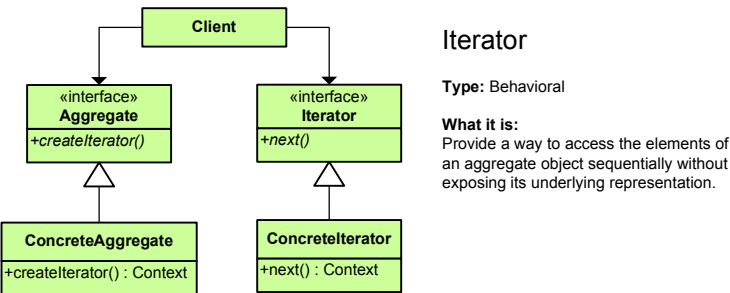 Client
«interface»
Aggregate
+createIterator()
«interface»
Iterator
+next()
ConcreteAggregate
+createIterator() : Context
ConcreteIterator
+next() : Context
Iterator
Type: Behavioral
What it is:
Provide a way to access the elements of
an aggregate object sequentially without
exposing its underlying representation.